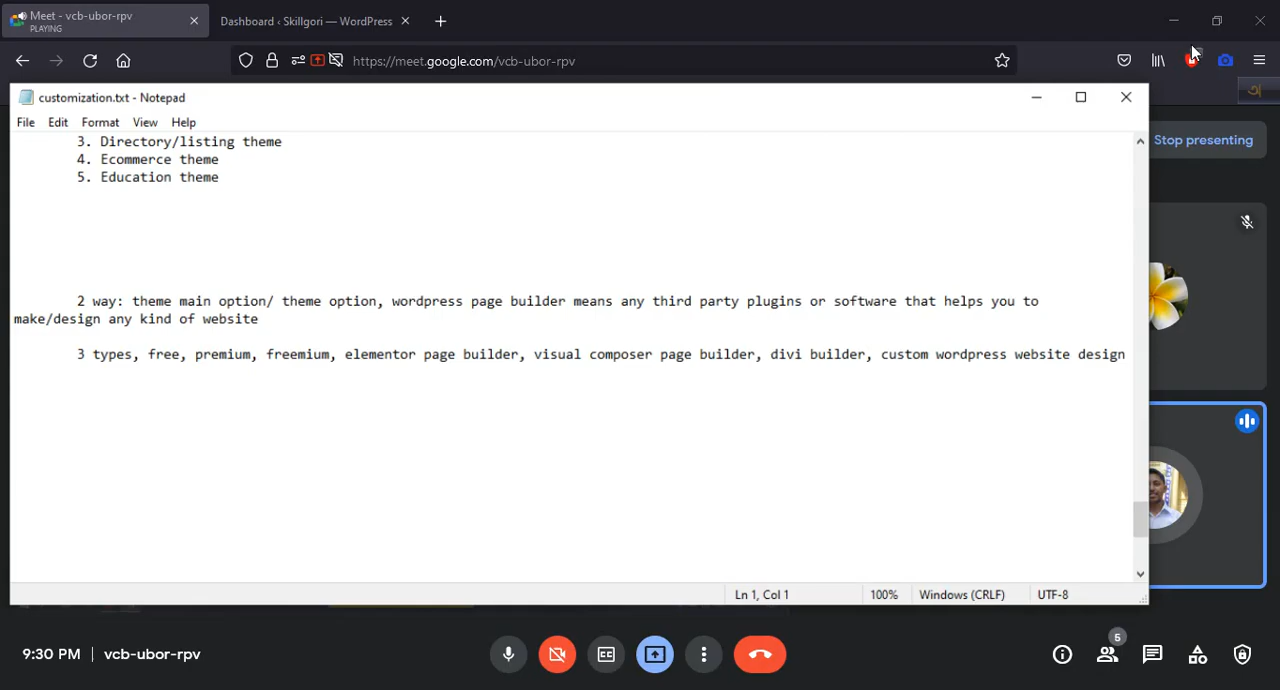 Meet - vcb-ubor-rpv
PLAYING
Dashboard ‹ Skillgori — WordPress
https://meet.google.com/vcb-ubor-rpv
customization.txt - Notepad
File Edit Format View Help
3. Directory/listing theme
4. Ecommerce theme
5. Education theme
Stop presenting
2 way: theme main option/ theme option, wordpress page builder means any third party plugins or software that helps you to
make/design any kind of website
3 types, free, premium, freemium, elementor page builder, visual composer page builder, divi builder, custom wordpress website design
Ln 1, Col 1 100% Windows (CRLF) UTF-8
9:30 PM | vcb-ubor-rpv
5